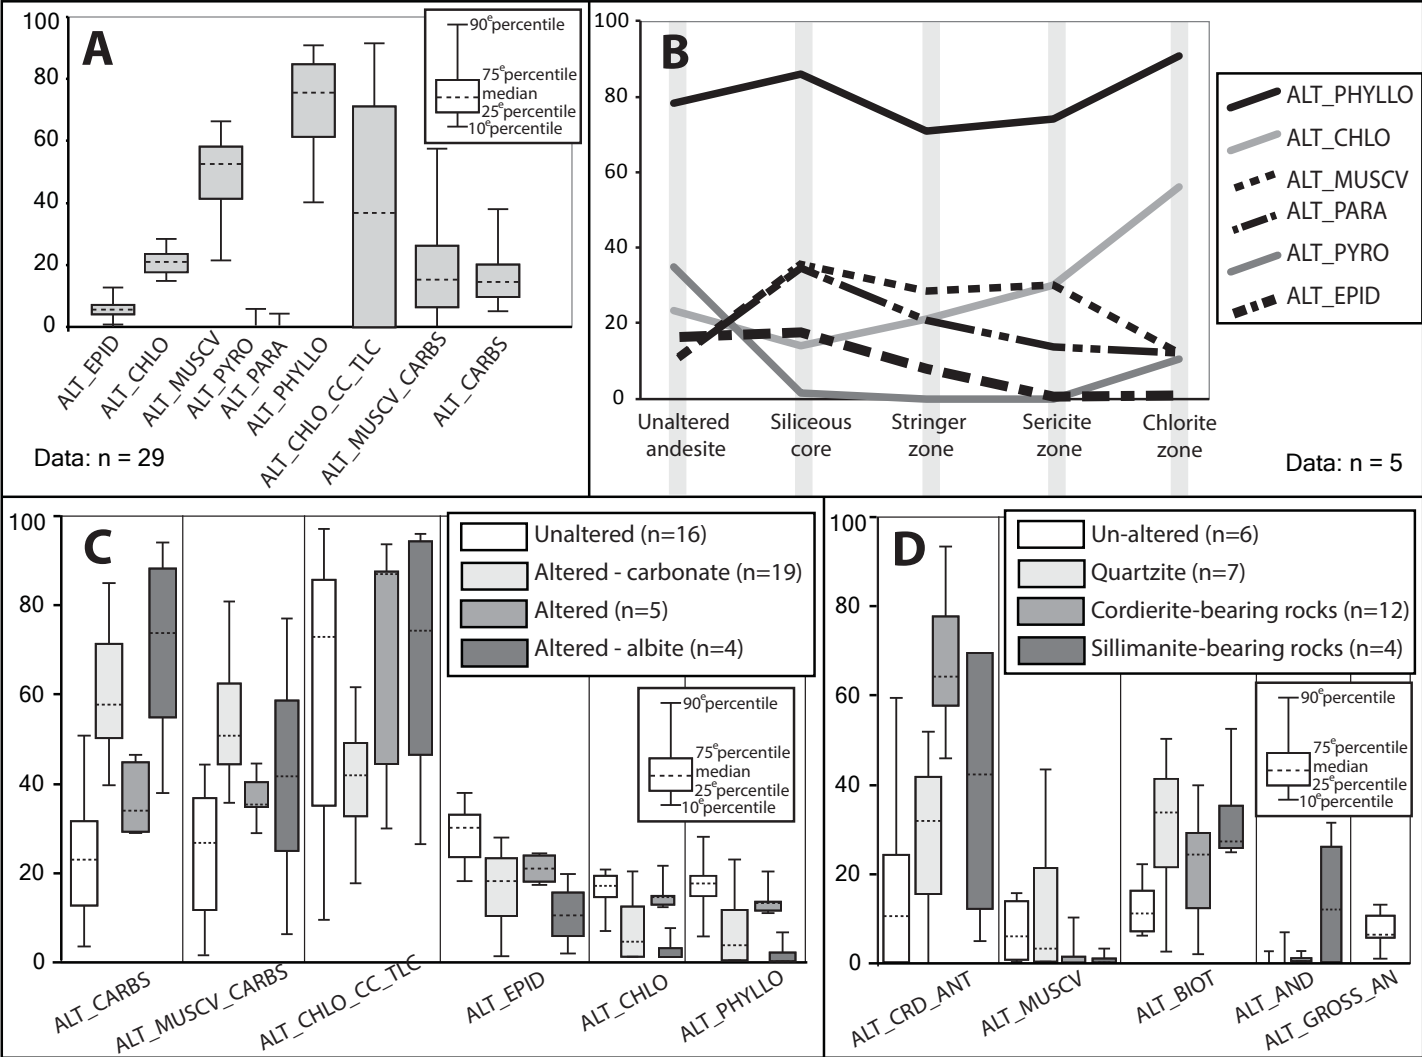 A
100
80
60
40
20
0
90e percentile
75e percentile
median
25e percentile
10e percentile
ALT_EPID
ALT_CHLO
ALT_MUSCV
ALT_PYRO
ALT_PARA
ALT_PHYLLO
ALT_CHLO_CC_TLC
ALT_MUSCV_CARBS
ALT_CARBS
Data: n = 29
B
100
80
60
40
20
0
Unaltered
andesite
Siliceous
core
Stringer
zone
Sericite
zone
Chlorite
zone
ALT_PHYLLO
ALT_CHLO
ALT_MUSCV
ALT_PARA
ALT_PYRO
ALT_EPID
Data: n = 5
C
100
80
60
40
20
0
Unaltered (n=16)
Altered - carbonate (n=19)
Altered (n=5)
Altered - albite (n=4)
90e percentile
75e percentile
median
25e percentile
10e percentile
ALT_CARBS
ALT_MUSCV_CARBS
ALT_CHLO_CC_TLC
ALT_EPID
ALT_CHLO
ALT_PHYLLO
D
100
80
60
40
20
0
Un-altered (n=6)
Quartzite (n=7)
Cordierite-bearing rocks (n=12)
Sillimanite-bearing rocks (n=4)
90e percentile
75e percentile
median
25e percentile
10e percentile
ALT_CRD_ANT
ALT_MUSCV
ALT_BIOT
ALT_AND
ALT_GROSS_AN